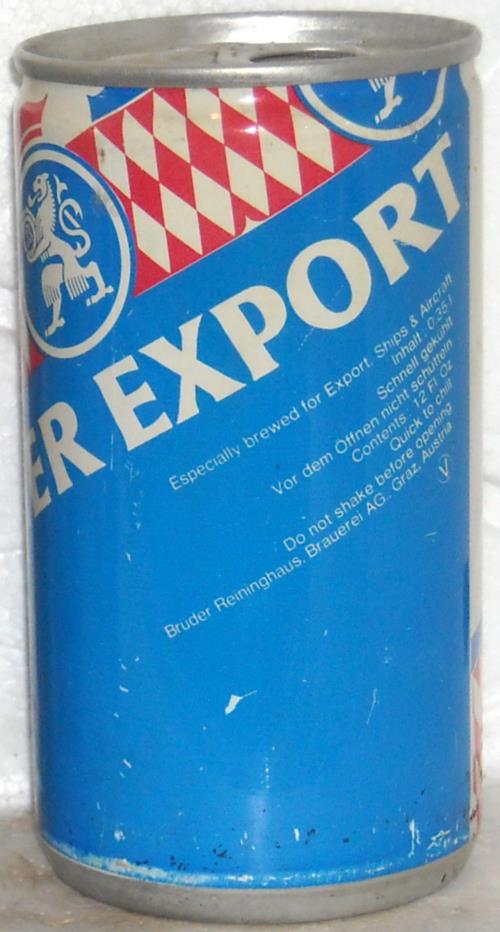 ER EXPORT
Especially brewed for Export, Ships & Aircraft
Inhalt: 0,35 l
Schnell gekühlt
Vor dem Öffnen nicht schütteln
Contents: 12 Fl. Oz
Quick to chill
Do not shake before opening
Bruder Reininghaus, Brauerei AG., Graz, Austria
V